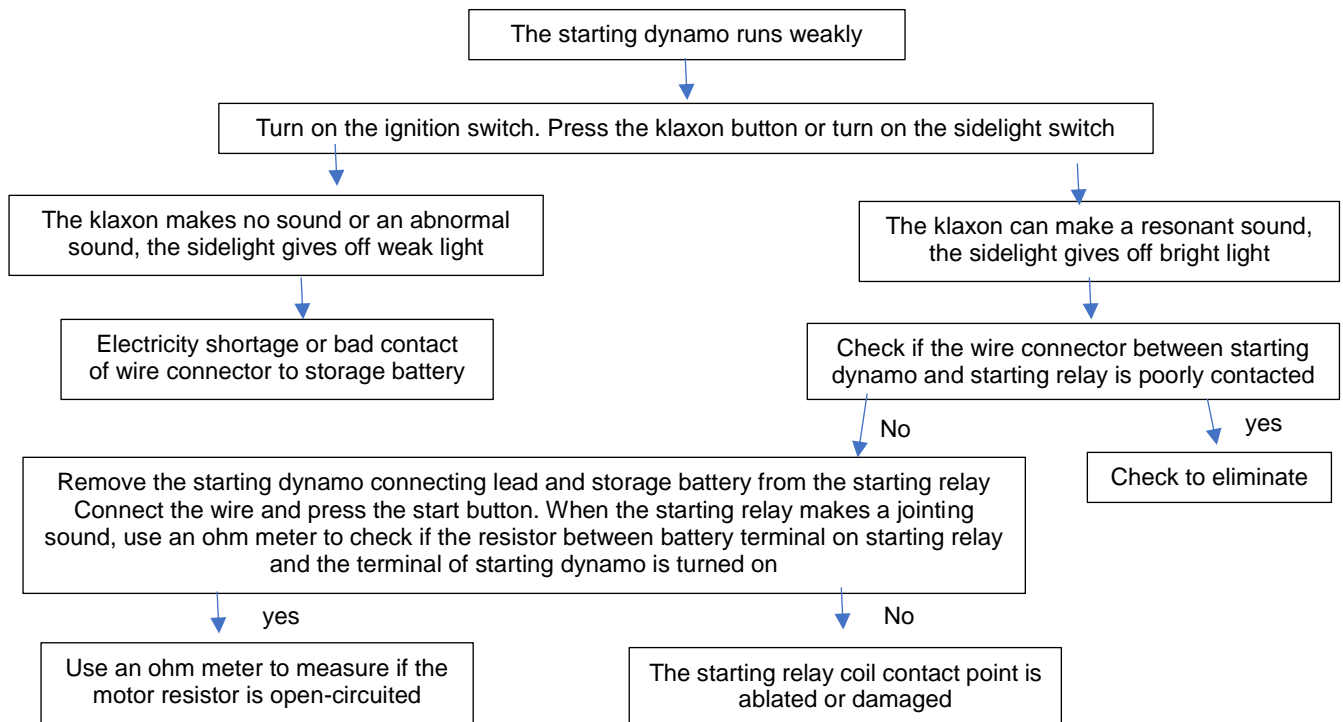 The starting dynamo runs weakly
Turn on the ignition switch. Press the klaxon button or turn on the sidelight switch
The klaxon makes no sound or an abnormal
sound, the sidelight gives off weak light
The klaxon can make a resonant sound,
the sidelight gives off bright light
Electricity shortage or bad contact
of wire connector to storage battery
Check if the wire connector between starting
dynamo and starting relay is poorly contacted
No
yes
Remove the starting dynamo connecting lead and storage battery from the starting relay
Connect the wire and press the start button. When the starting relay makes a jointing
sound, use an ohm meter to check if the resistor between battery terminal on starting relay
and the terminal of starting dynamo is turned on
Check to eliminate
yes
No
Use an ohm meter to measure if the
motor resistor is open-circuited
The starting relay coil contact point is
ablated or damaged